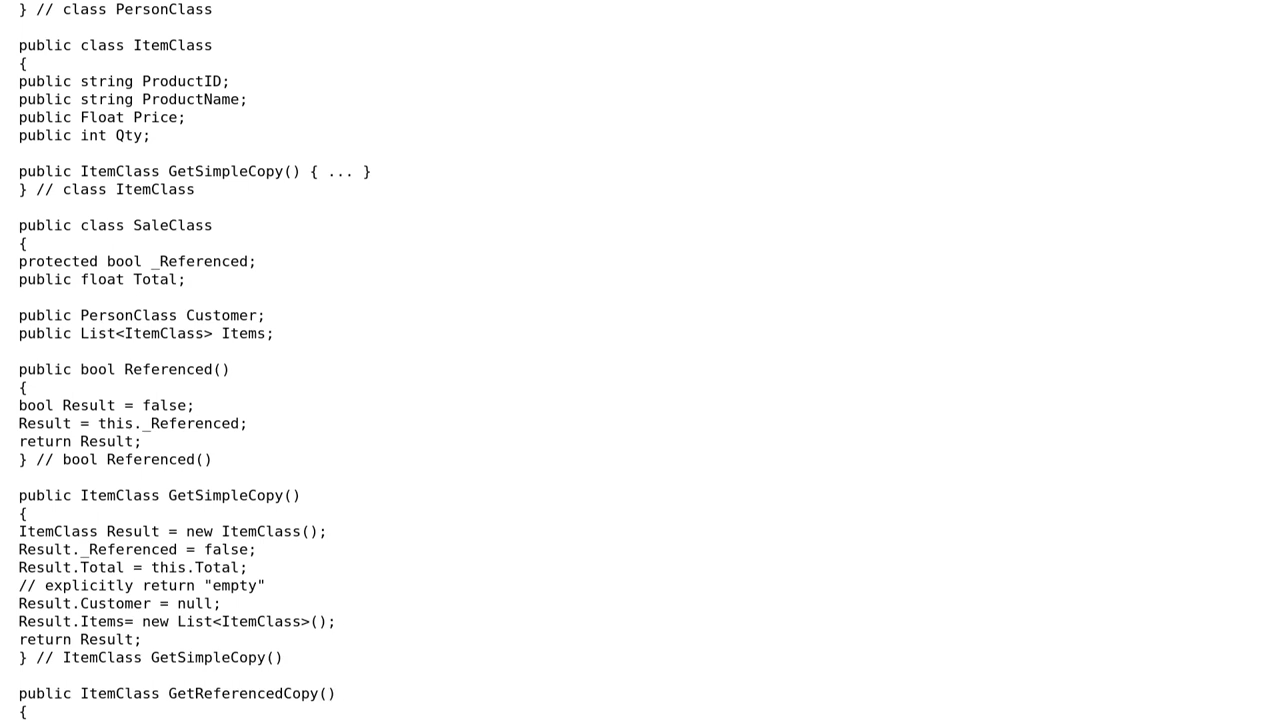 } // class PersonClass
public class ItemClass
{
public string ProductID;
public string ProductName;
public Float Price;
public int Qty;
public ItemClass GetSimpleCopy() { ... }
} // class ItemClass
public class SaleClass
{
protected bool _Referenced;
public float Total;
public PersonClass Customer;
public List<ItemClass> Items;
public bool Referenced()
{
bool Result = false;
Result = this._Referenced;
return Result;
} // bool Referenced()
public ItemClass GetSimpleCopy()
{
ItemClass Result = new ItemClass();
Result._Referenced = false;
Result.Total = this.Total;
// explicitly return "empty"
Result.Customer = null;
Result.Items= new List<ItemClass>();
return Result;
} // ItemClass GetSimpleCopy()
public ItemClass GetReferencedCopy()
{